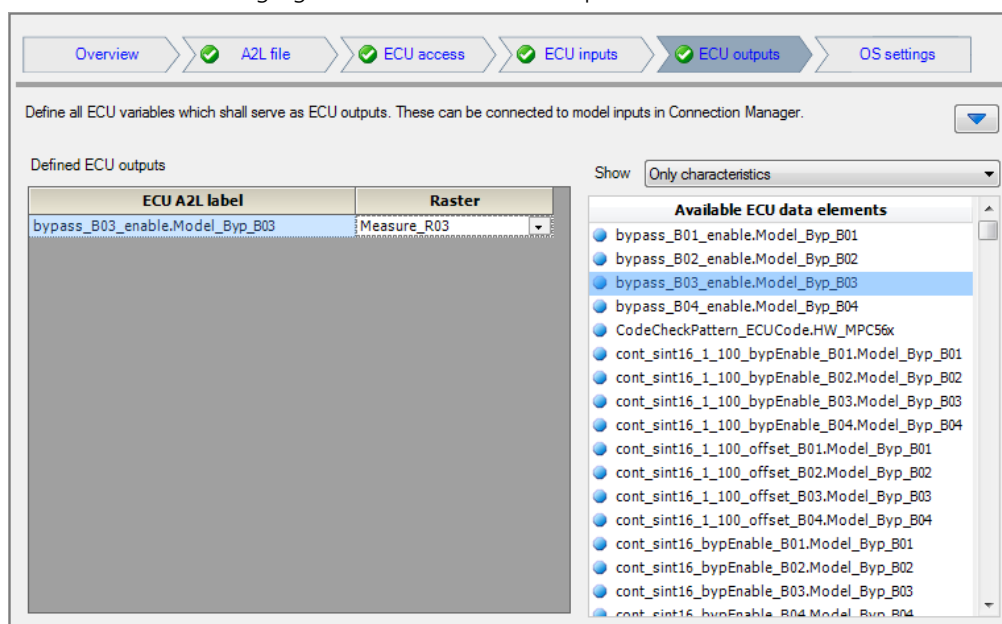 Overview
A2L file
ECU access
ECU inputs
ECU outputs
OS settings
Define all ECU variables which shall serve as ECU outputs. These can be connected to model inputs in Connection Manager.
Defined ECU outputs
Show Only characteristics
ECU A2L label Raster
bypass_B03_enable.Model_Byp_B03 Measure_R03
Available ECU data elements
bypass_B01_enable.Model_Byp_B01
bypass_B02_enable.Model_Byp_B02
bypass_B03_enable.Model_Byp_B03
bypass_B04_enable.Model_Byp_B04
CodeCheckPattern_ECUCode.HW_MPC56x
cont_sint16_1_100_bypEnable_B01.Model_Byp_B01
cont_sint16_1_100_bypEnable_B02.Model_Byp_B02
cont_sint16_1_100_bypEnable_B03.Model_Byp_B03
cont_sint16_1_100_bypEnable_B04.Model_Byp_B04
cont_sint16_1_100_offset_B01.Model_Byp_B01
cont_sint16_1_100_offset_B02.Model_Byp_B02
cont_sint16_1_100_offset_B03.Model_Byp_B03
cont_sint16_1_100_offset_B04.Model_Byp_B04
cont_sint16_bypEnable_B01.Model_Byp_B01
cont_sint16_bypEnable_B02.Model_Byp_B02
cont_sint16_bypEnable_B03.Model_Byp_B03
cont_sint16_bypEnable_B04.Model_Byp_B04